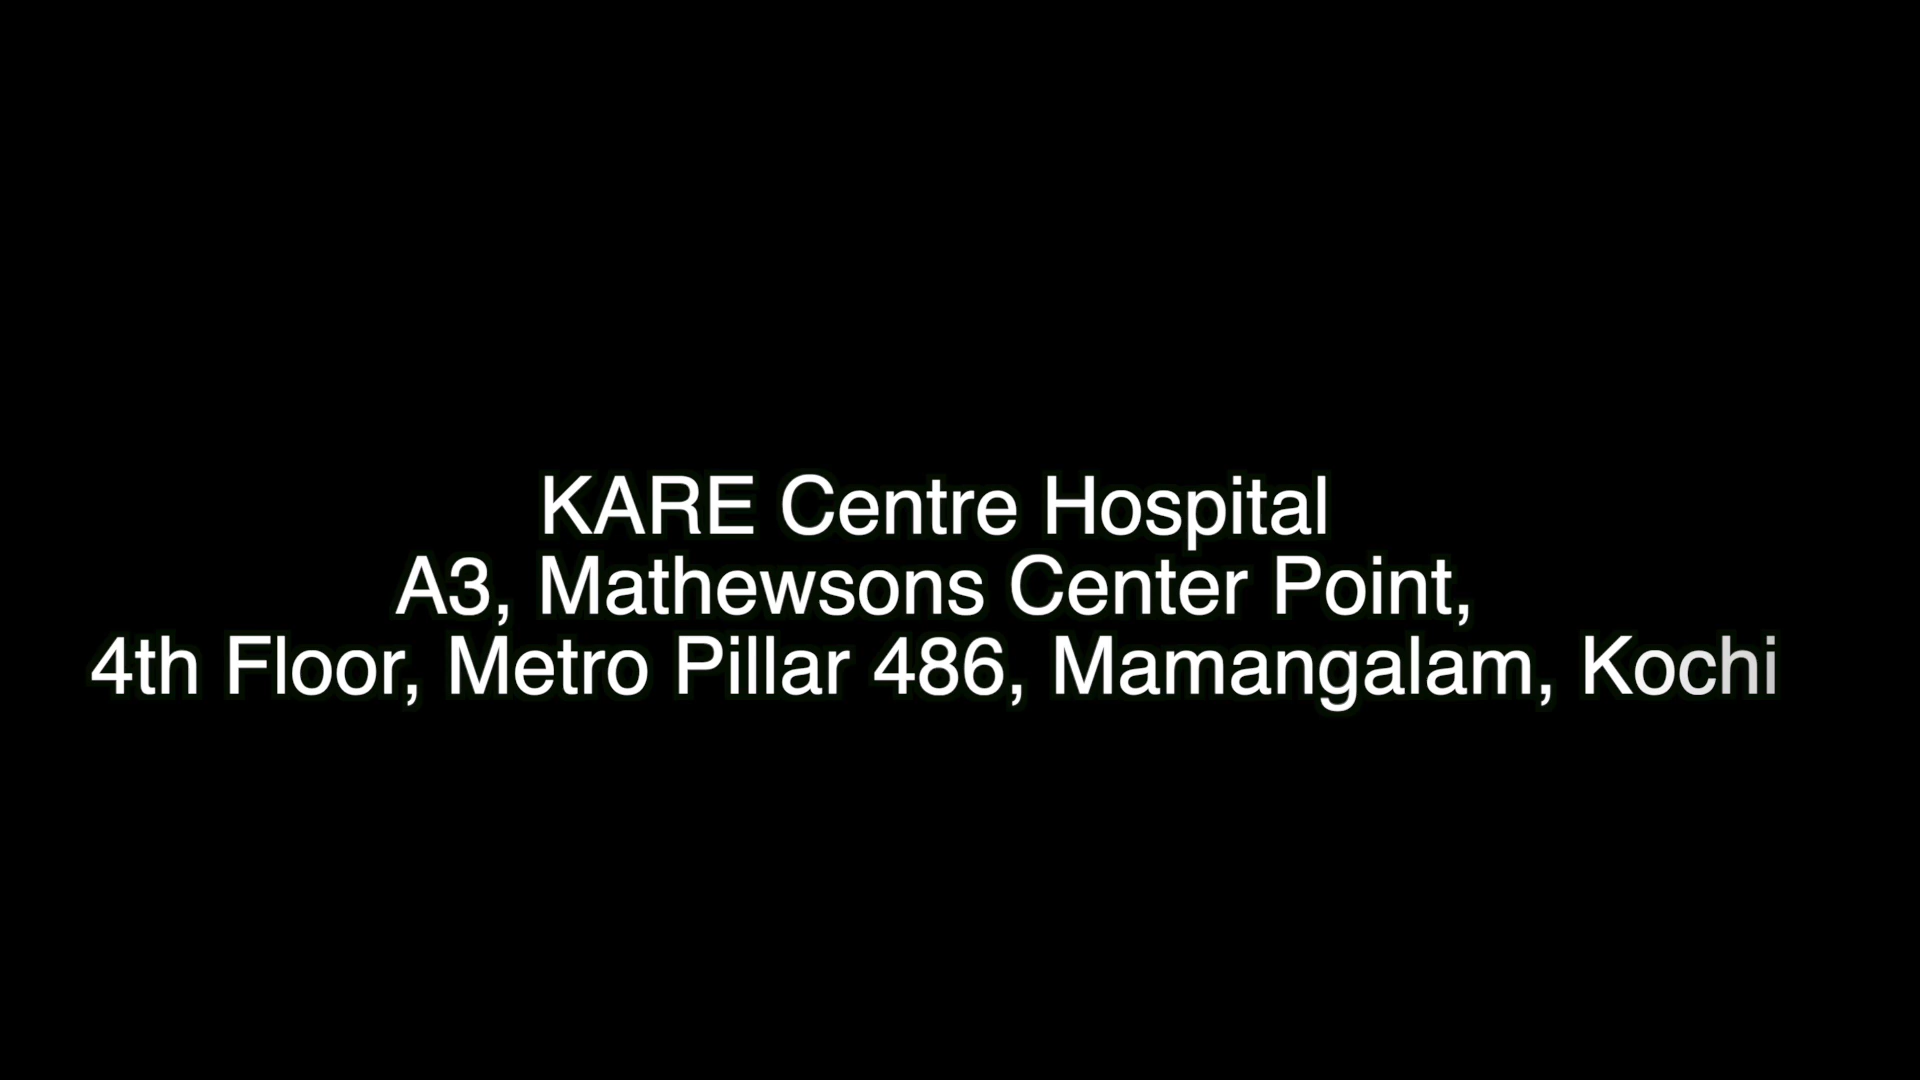 KARE Centre Hospital
A3, Mathewsons Center Point,
4th Floor, Metro Pillar 486, Mamangalam, Kochi